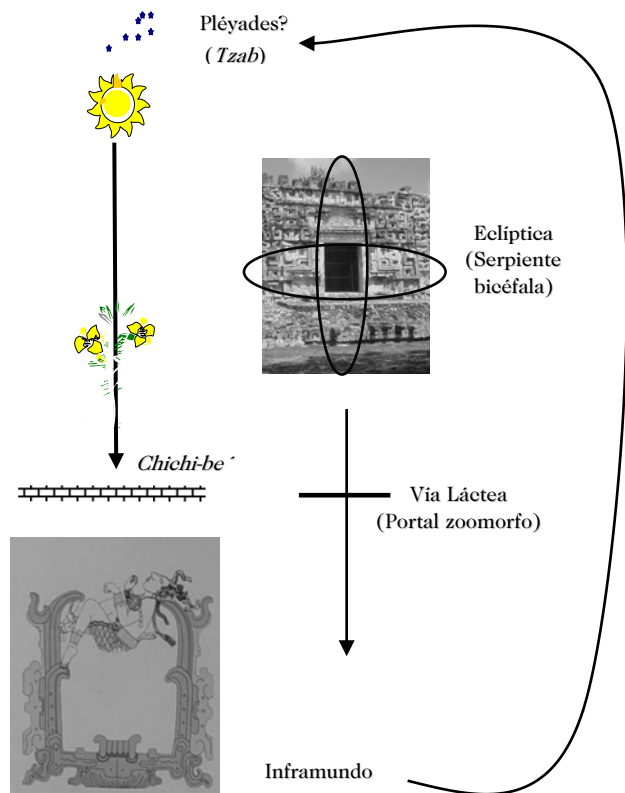 Pléyades?
(Tzab)
Eclíptica
(Serpiente
bicéfala)
Chichi-be ´
Vía Láctea
(Portal zoomorfo)
Inframundo